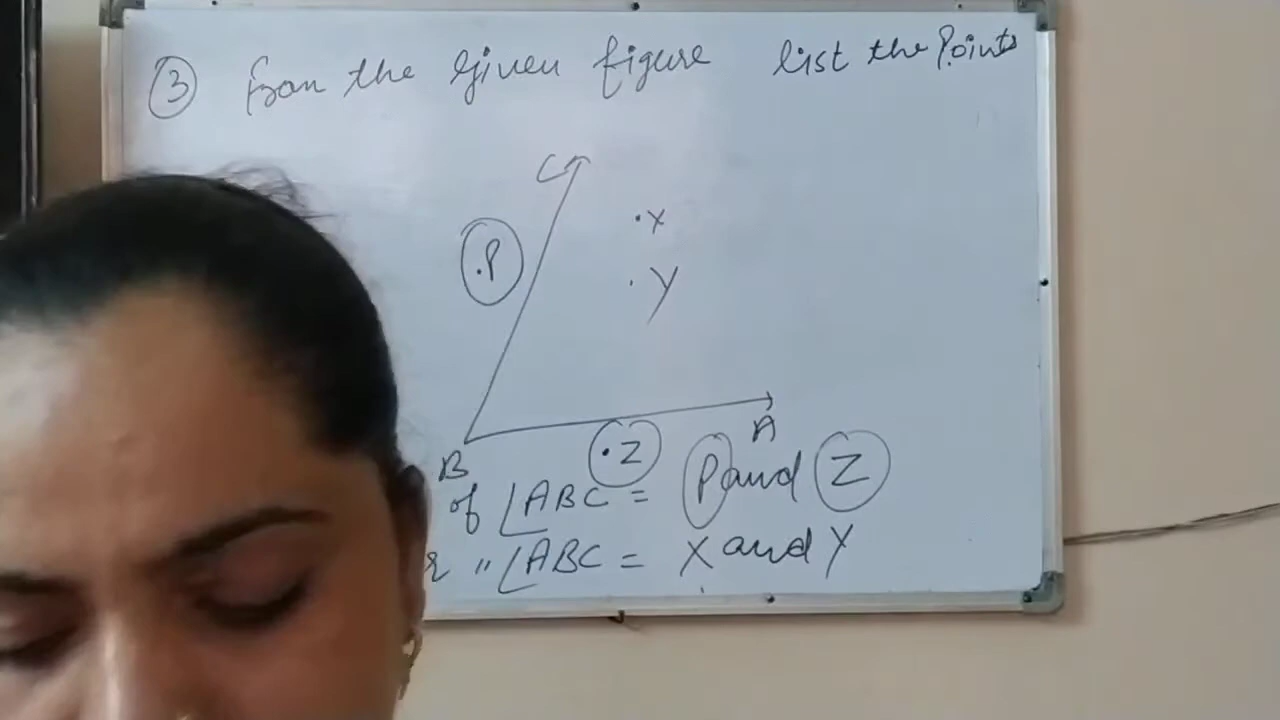 ③ from the given figure list the Points
C
.X
.P
.Y
A
B
.Z
of ∠ABC = P and Z
" ∠ABC = X and Y